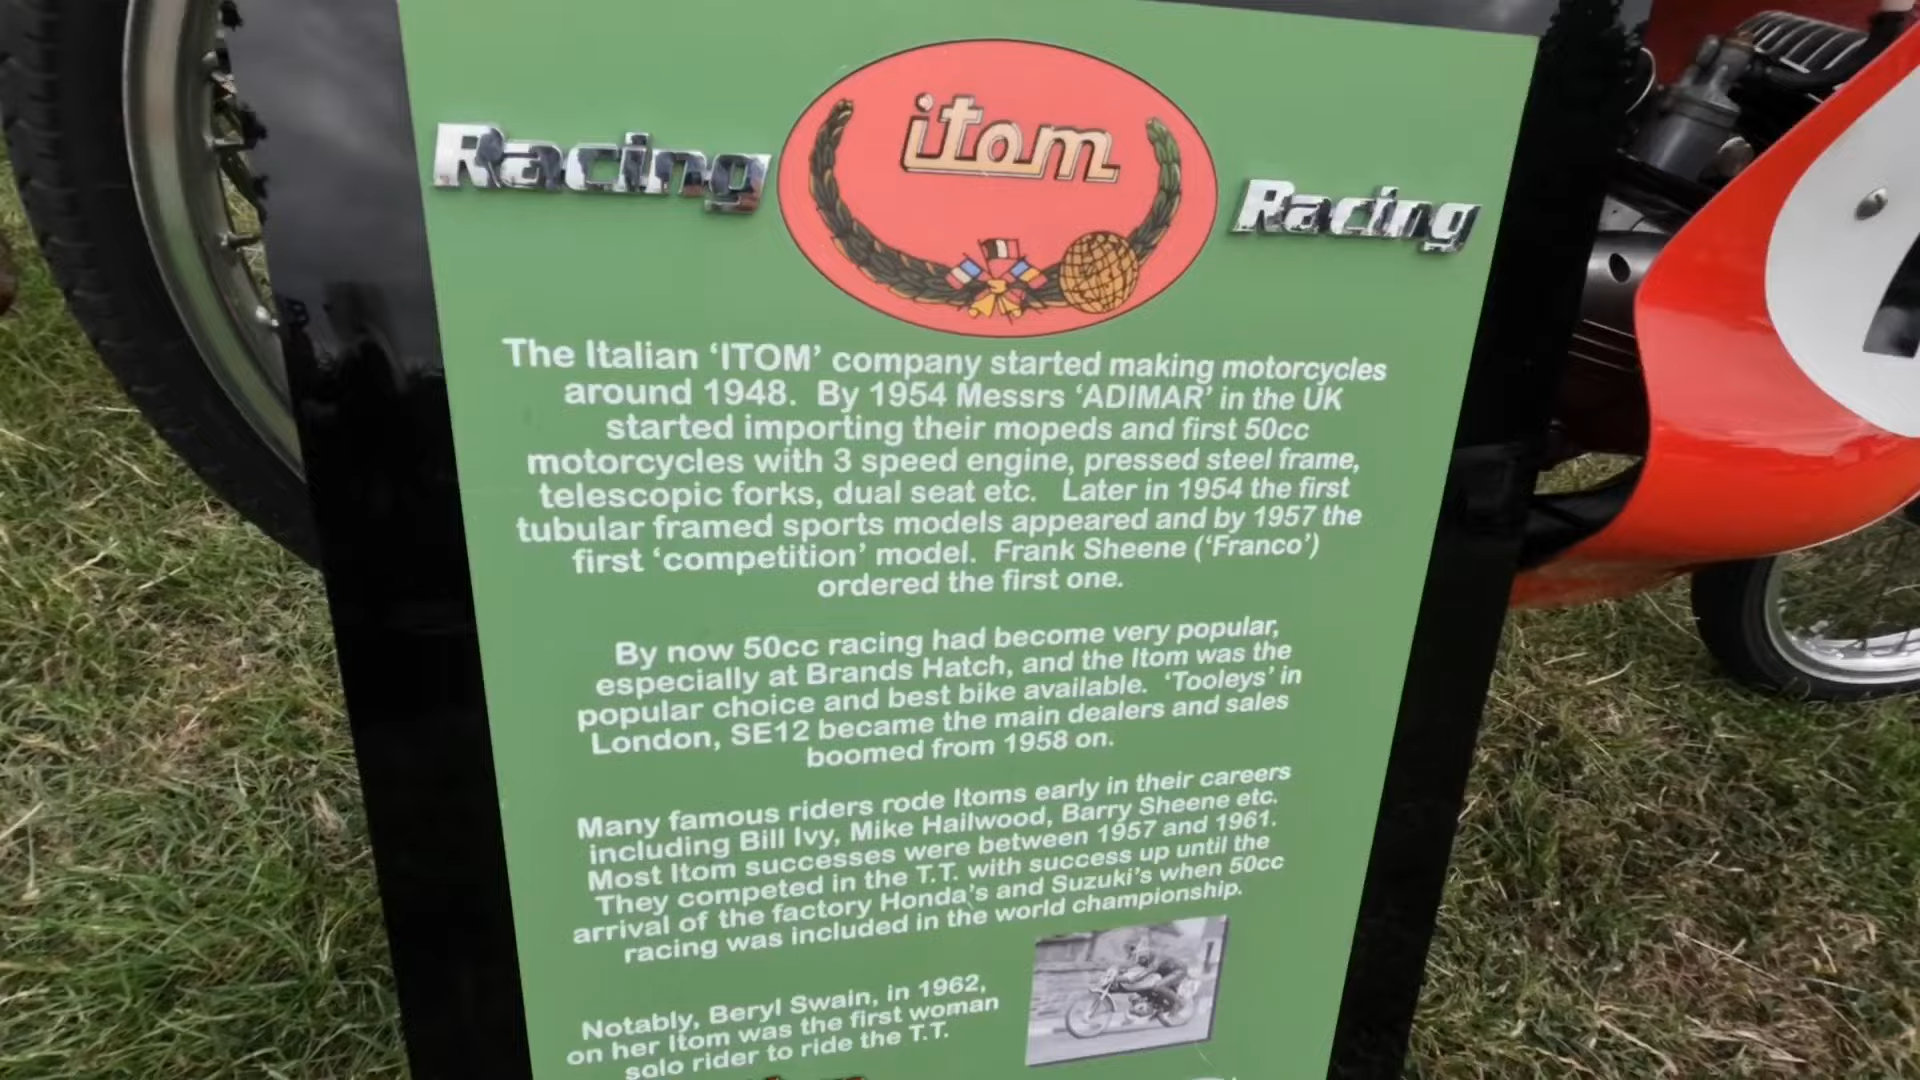 Racing
itom
Racing
The Italian ‘ITOM’ company started making motorcycles
around 1948. By 1954 Messrs ‘ADIMAR’ in the UK
started importing their mopeds and first 50cc
motorcycles with 3 speed engine, pressed steel frame,
telescopic forks, dual seat etc. Later in 1954 the first
tubular framed sports models appeared and by 1957 the
first ‘competition’ model. Frank Sheene (‘Franco’)
ordered the first one.
By now 50cc racing had become very popular,
especially at Brands Hatch, and the Itom was the
popular choice and best bike available. ‘Tooleys’ in
London, SE12 became the main dealers and sales
boomed from 1958 on.
Many famous riders rode Itoms early in their careers
including Bill Ivy, Mike Hailwood, Barry Sheene etc.
Most Itom successes were between 1957 and 1961.
They competed in the T.T. with success up until the
arrival of the factory Honda’s and Suzuki’s when 50cc
racing was included in the world championship.
Notably, Beryl Swain, in 1962,
on her Itom was the first woman
solo rider to ride the T.T.